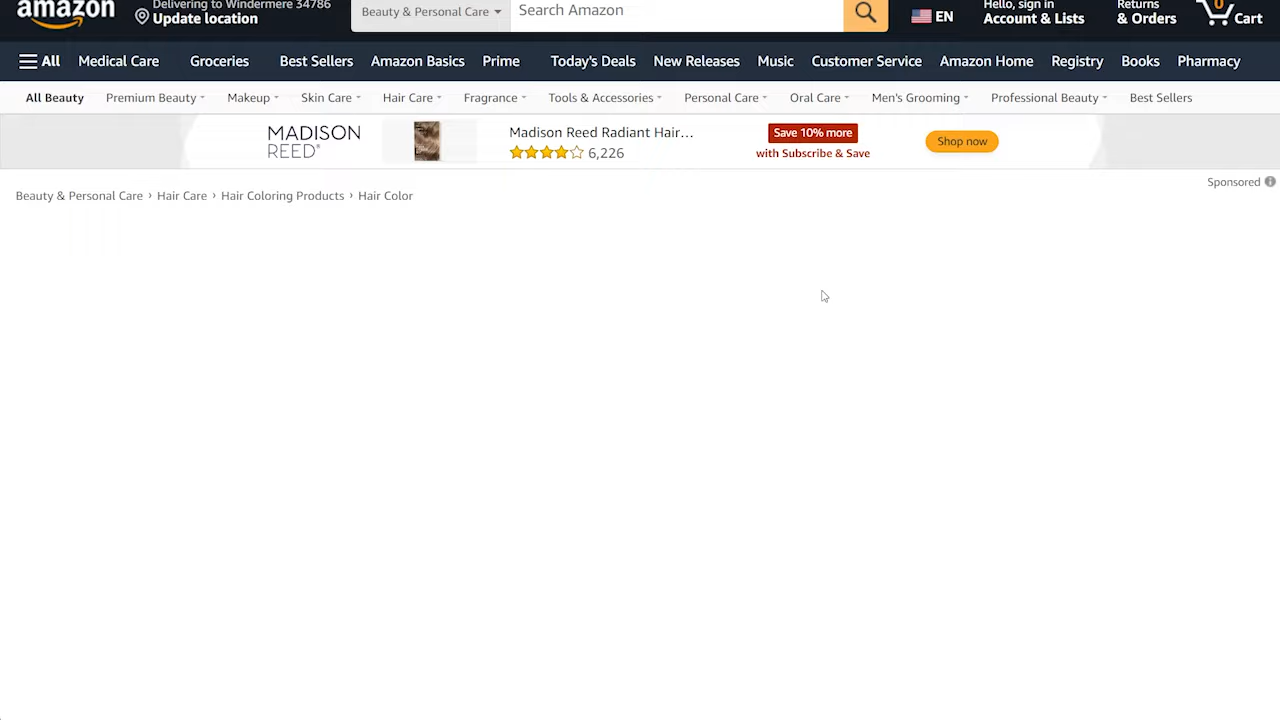 amazon
Delivering to Windermere 34786
Update location
Beauty & Personal Care
Search Amazon
EN
Hello, sign in
Account & Lists
Returns
& Orders
0
Cart
All
Medical Care
Groceries
Best Sellers
Amazon Basics
Prime
Today's Deals
New Releases
Music
Customer Service
Amazon Home
Registry
Books
Pharmacy
All Beauty
Premium Beauty
Makeup
Skin Care
Hair Care
Fragrance
Tools & Accessories
Personal Care
Oral Care
Men's Grooming
Professional Beauty
Best Sellers
MADISON
REED®
Madison Reed Radiant Hair...
6,226
Save 10% more
with Subscribe & Save
Shop now
Sponsored
Beauty & Personal Care › Hair Care › Hair Coloring Products › Hair Color